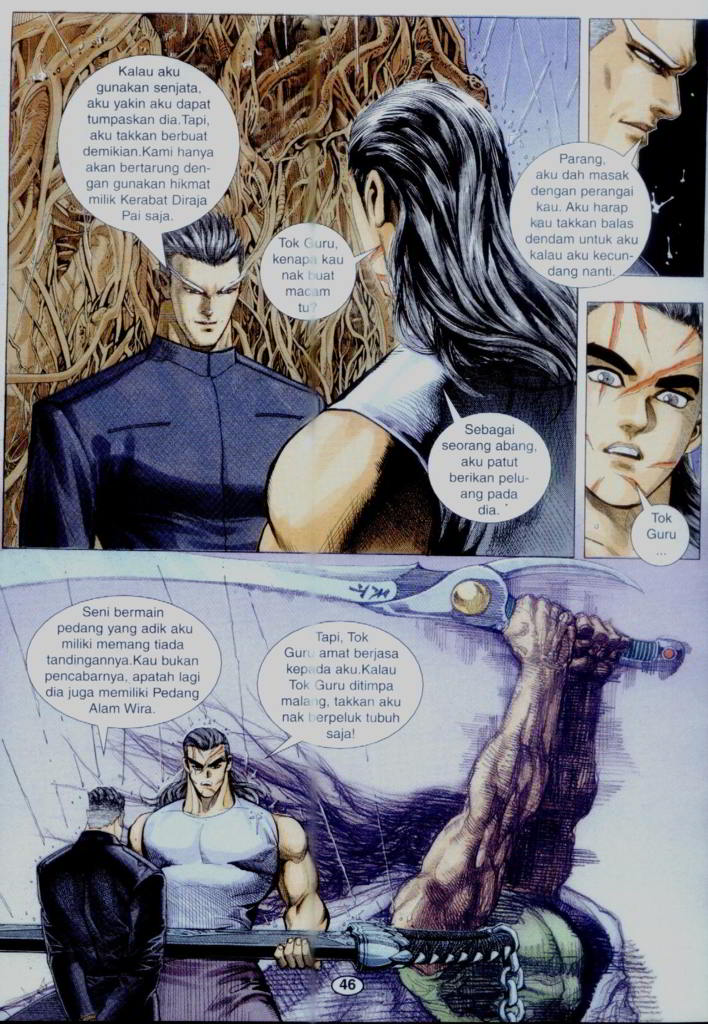 Kalau aku
gunakan senjata,
aku yakin aku dapat
tumpaskan dia.Tapi,
aku takkan berbuat
demikian.Kami hanya
akan bertarung den-
gan gunakan hikmat
milik Kerabat Diraja
Pai saja.
Tok Guru,
kenapa kau
nak buat
macam
tu?
Sebagai
seorang abang,
aku patut
berikan pelu-
ang pada
dia.
Parang,
aku dah masak
dengan perangai
kau. Aku harap
kau takkan balas
dendam untuk aku
kalau aku kecun-
dang nanti.
Tok
Guru
...
Seni bermain
pedang yang adik aku
miliki memang tiada
tandingannya.Kau bukan
pencabarnya, apatah lagi
dia juga memiliki Pedang
Alam Wira.
Tapi, Tok
Guru amat berjasa
kepada aku.Kalau
Tok Guru ditimpa
malang, takkan aku
nak berpeluk tubuh
saja!
46